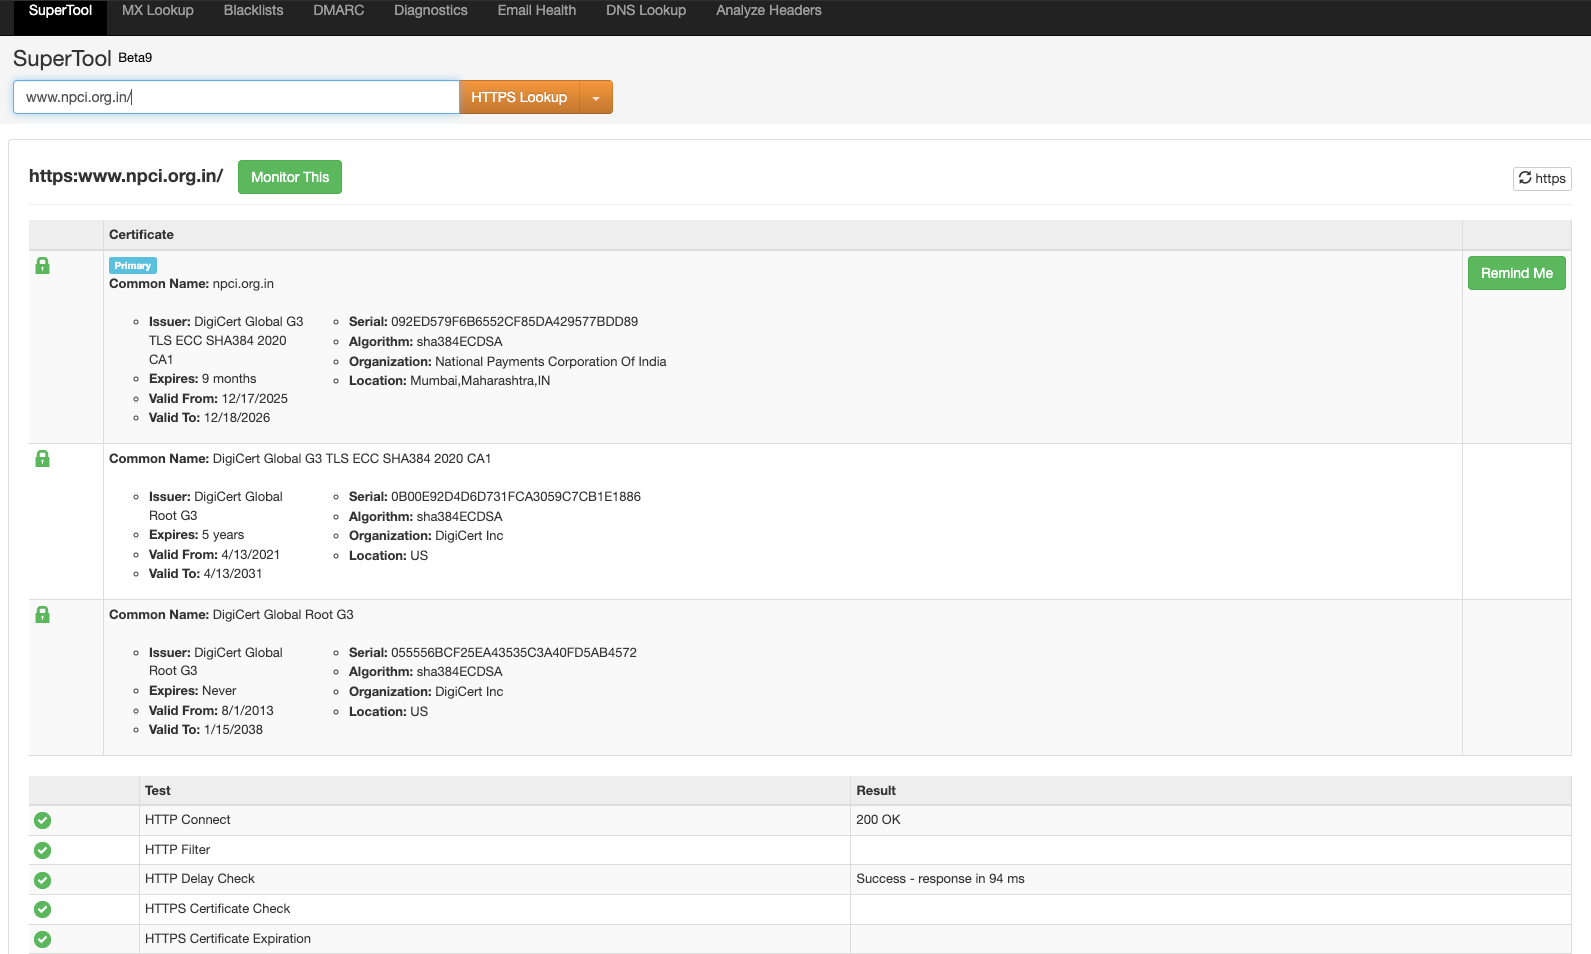 SuperTool MX Lookup Blacklists DMARC Diagnostics Email Health DNS Lookup Analyze Headers
SuperTool Beta9
www.npci.org.in/ HTTPS Lookup
https:www.npci.org.in/ Monitor This https
Certificate
Primary
Remind Me
Common Name: npci.org.in
Issuer: DigiCert Global G3
TLS ECC SHA384 2020
CA1
Expires: 9 months
Valid From: 12/17/2025
Valid To: 12/18/2026
Serial: 092ED579F6B6552CF85DA429577BDD89
Algorithm: sha384ECDSA
Organization: National Payments Corporation Of India
Location: Mumbai,Maharashtra,IN
Common Name: DigiCert Global G3 TLS ECC SHA384 2020 CA1
Issuer: DigiCert Global
Root G3
Expires: 5 years
Valid From: 4/13/2021
Valid To: 4/13/2031
Serial: 0B00E92D4D6D731FCA3059C7CB1E1886
Algorithm: sha384ECDSA
Organization: DigiCert Inc
Location: US
Common Name: DigiCert Global Root G3
Issuer: DigiCert Global
Root G3
Expires: Never
Valid From: 8/1/2013
Valid To: 1/15/2038
Serial: 055556BCF25EA43535C3A40FD5AB4572
Algorithm: sha384ECDSA
Organization: DigiCert Inc
Location: US
Test Result
HTTP Connect 200 OK
HTTP Filter
HTTP Delay Check Success - response in 94 ms
HTTPS Certificate Check
HTTPS Certificate Expiration